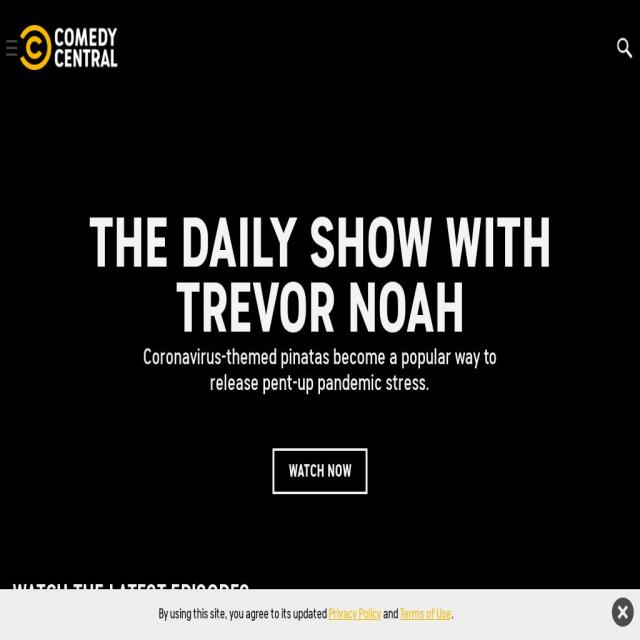 COMEDY
CENTRAL
THE DAILY SHOW WITH
TREVOR NOAH
Coronavirus-themed pinatas become a popular way to
release pent-up pandemic stress.
WATCH NOW
WATCH THE LATEST EPISODES
By using this site, you agree to its updated Privacy Policy and Terms of Use.